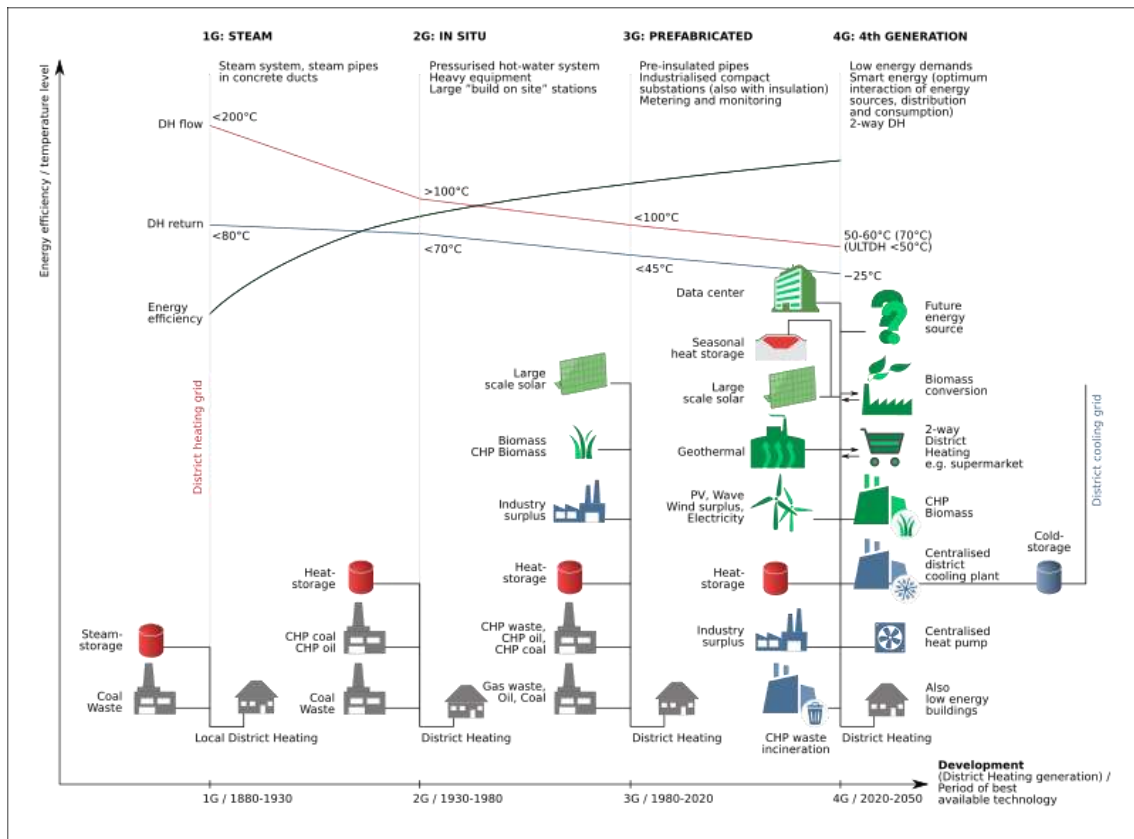 1G: STEAM
Steam system, steam pipes
in concrete ducts
2G: IN SITU
Pressurised hot-water system
Heavy equipment
Large "build on site" stations
3G: PREFABRICATED
Pre-insulated pipes
Industrialised compact
substations (also with insulation)
Metering and monitoring
4G: 4th GENERATION
Low energy demands
Smart energy (optimum
interaction of energy
sources, distribution
and consumption)
2-way DH
Energy efficiency / temperature level
DH flow
<200°C
>100°C
<100°C
50-60°C (70°C)
(ULTDH <50°C)
DH return
<80°C
<70°C
<45°C
~25°C
Energy
efficiency
District heating grid
Steam-
storage
Coal
Waste
Local District Heating
Heat-
storage
CHP coal
CHP oil
Coal
Waste
District Heating
Large
scale solar
Biomass
CHP Biomass
Industry
surplus
Heat-
storage
CHP waste,
CHP oil,
CHP coal
Gas waste,
Oil, Coal
District Heating
Data center
Seasonal
heat storage
Large
scale solar
Geothermal
PV, Wave
Wind surplus,
Electricity
Heat-
storage
Industry
surplus
CHP waste
incineration
Future
energy
source
Biomass
conversion
2-way
District
Heating
e.g. supermarket
CHP
Biomass
Centralised
district
cooling plant
Centralised
heat pump
Also
low energy
buildings
District Heating
Cold-
storage
District cooling grid
1G / 1880-1930
2G / 1930-1980
3G / 1980-2020
4G / 2020-2050
Development
(District Heating generation) /
Period of best
available technology